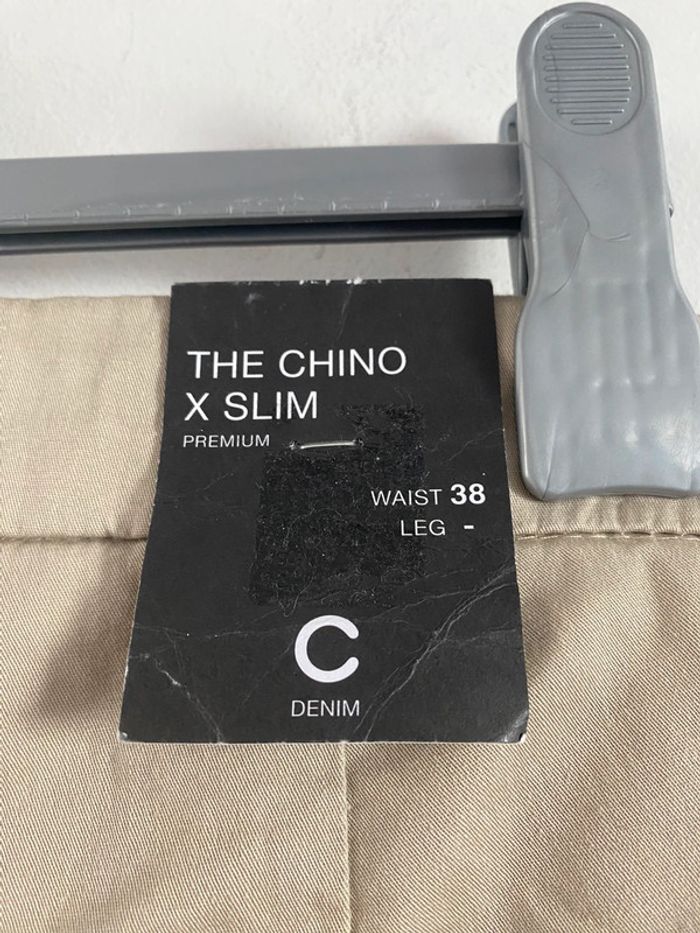 THE CHINO
X SLIM
PREMIUM
WAIST 38
LEG -
C
DENIM